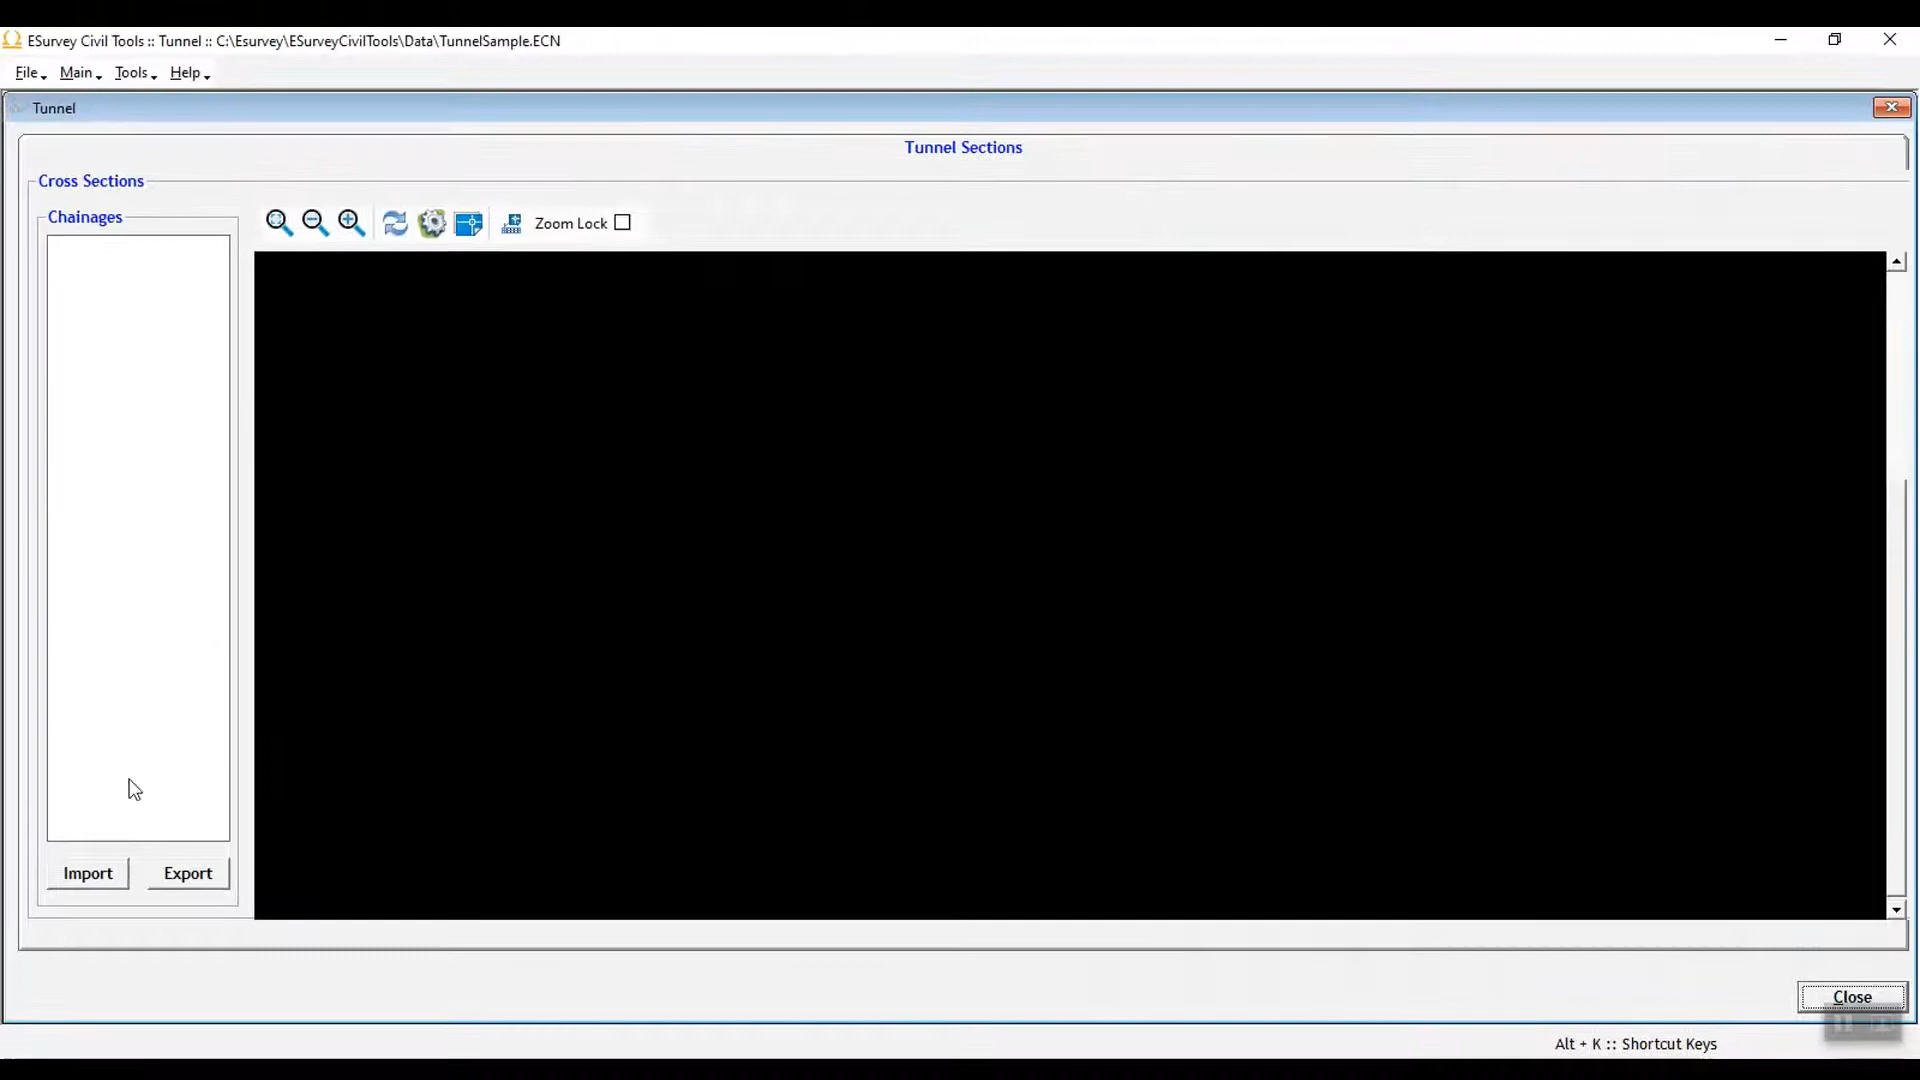 ESurvey Civil Tools :: Tunnel :: C:\Esurvey\ESurveyCivilTools\Data\TunnelSample.ECN
File Main Tools Help
Tunnel
Tunnel Sections
Cross Sections
Chainages
Zoom Lock
Import Export
Close
Alt + K :: Shortcut Keys